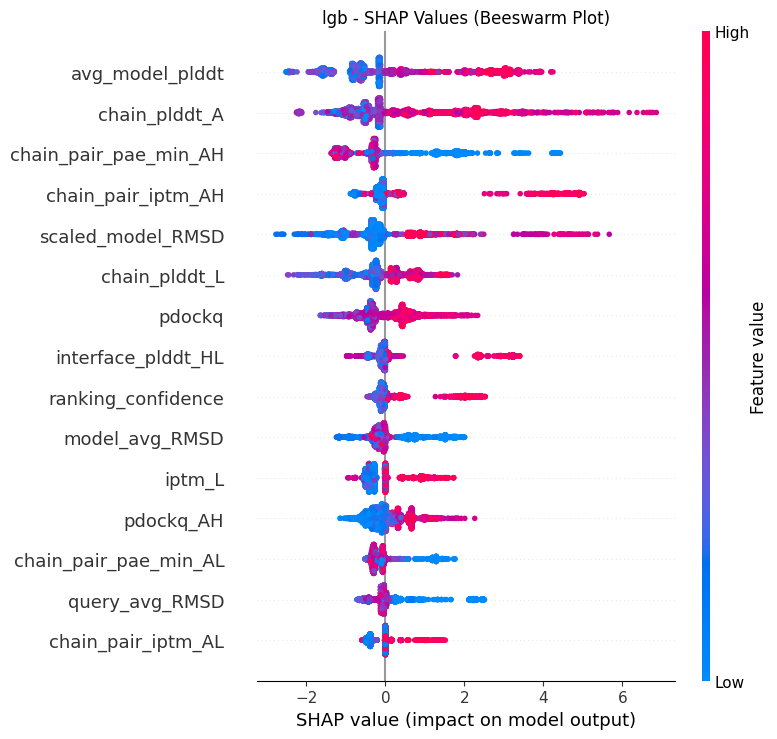 lgb - SHAP Values (Beeswarm Plot)
High
avg_model_plddt
chain_plddt_A
chain_pair_pae_min_AH
chain_pair_iptm_AH
scaled_model_RMSD
chain_plddt_L
pdockq
interface_plddt_HL
ranking_confidence
model_avg_RMSD
iptm_L
pdockq_AH
chain_pair_pae_min_AL
query_avg_RMSD
chain_pair_iptm_AL
Feature value
Low
−2 0 2 4 6
SHAP value (impact on model output)